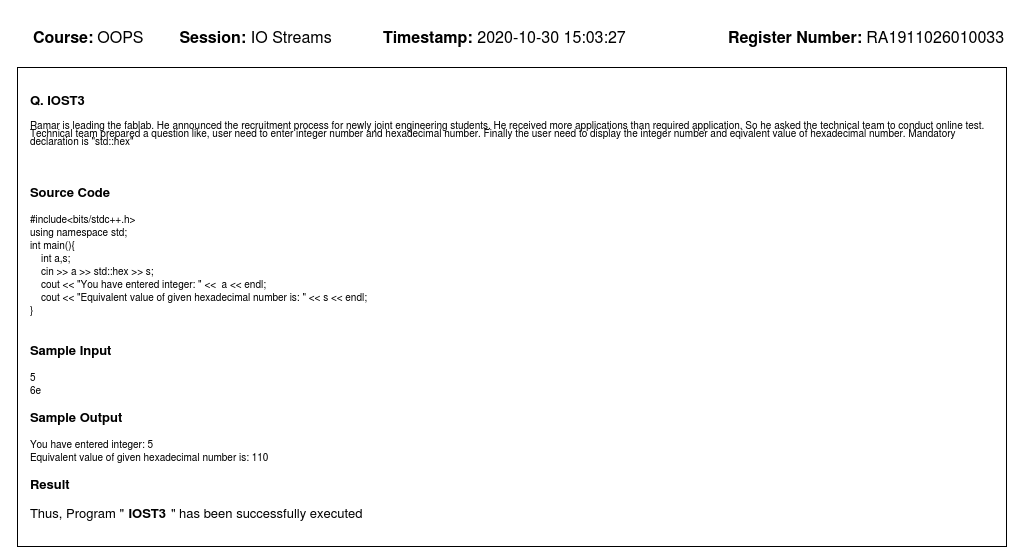 Course: OOPS Session: IO Streams Timestamp: 2020-10-30 15:03:27 Register Number: RA1911026010033
Q. IOST3
Ramar is leading the fablab. He announced the recruitment process for newly joint engineering students. He received more applications than required application. So he asked the technical team to conduct online test.
Technical team prepared a question like, user need to enter integer number and hexadecimal number. Finally the user need to display the integer number and eqivalent value of hexadecimal number. Mandatory
declaration is "std::hex"
Source Code
#include<bits/stdc++.h>
using namespace std;
int main(){
    int a,s;
    cin >> a >> std::hex >> s;
    cout << "You have entered integer: " <<  a << endl;
    cout << "Equivalent value of given hexadecimal number is: " << s << endl;
}
Sample Input
5
6e
Sample Output
You have entered integer: 5
Equivalent value of given hexadecimal number is: 110
Result
Thus, Program " IOST3 " has been successfully executed